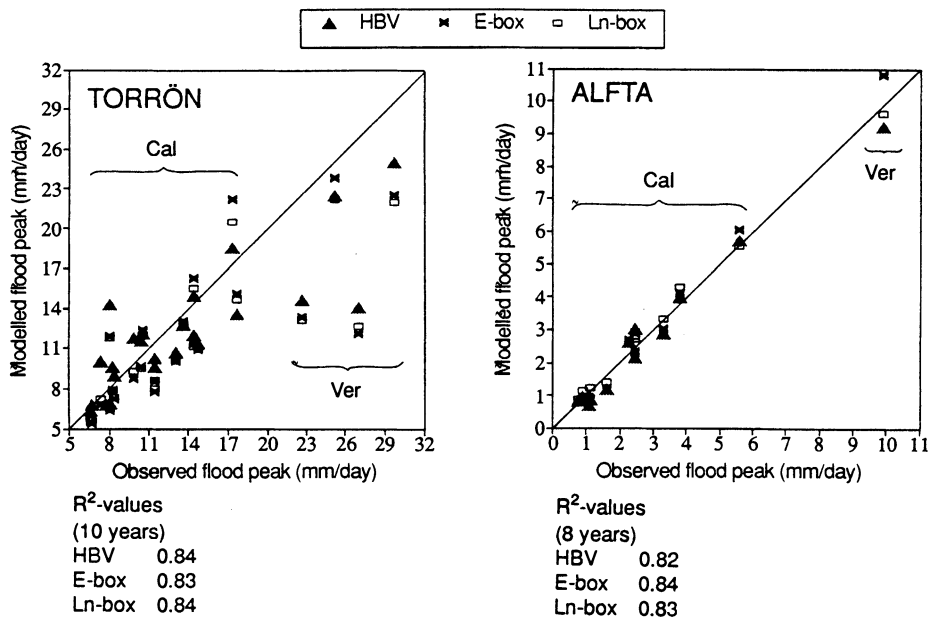 HBV E-box Ln-box
TORRÖN
Modelled flood peak (mm/day)
32
29
26
23
21
18
16
14
12
10
8
5
Cal
Ver
5 8 11 14 17 20 23 26 29 32
Observed flood peak (mm/day)
R²-values
(10 years)
HBV 0.84
E-box 0.83
Ln-box 0.84
ALFTA
Modelled flood peak (mm/day)
11
10
9
8
7
6
5
4
3
2
1
0
Cal
Ver
0 1 2 3 4 5 6 7 8 9 10 11
Observed flood peak (mm/day)
R²-values
(8 years)
HBV 0.82
E-box 0.84
Ln-box 0.83